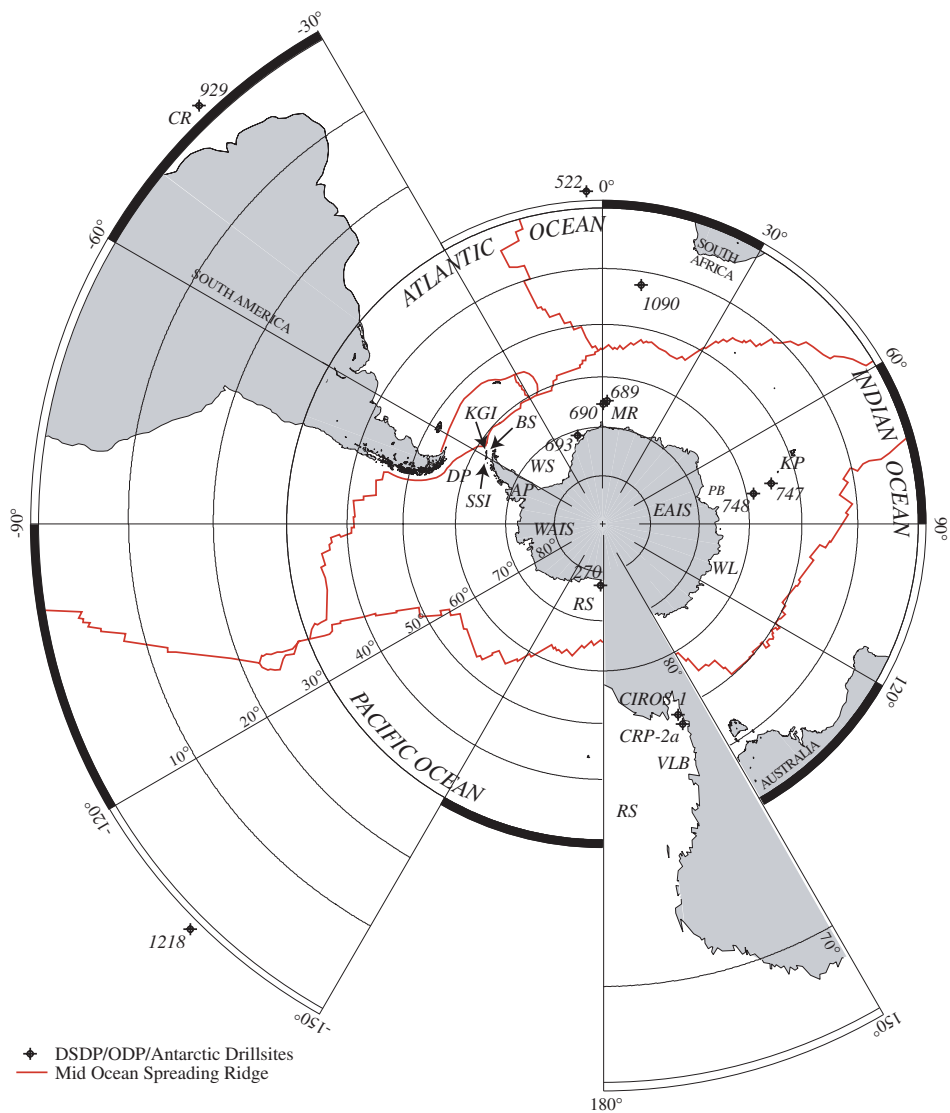 -30°
929
CR
522
0°
30°
-60°
ATLANTIC OCEAN
SOUTH AFRICA
SOUTH AMERICA
1090
60°
INDIAN OCEAN
689
690
MR
KGI
BS
693
KP
DP
WS
SSI
AP
PB
748
747
-90°
WAIS
EAIS
90°
80°
270
WL
70°
RS
60°
50°
40°
80°
30°
120°
20°
PACIFIC OCEAN
CIROS-1
CRP-2a
10°
VLB
AUSTRALIA
-120°
RS
1218
70°
-150°
150°
DSDP/ODP/Antarctic Drillsites
Mid Ocean Spreading Ridge
180°